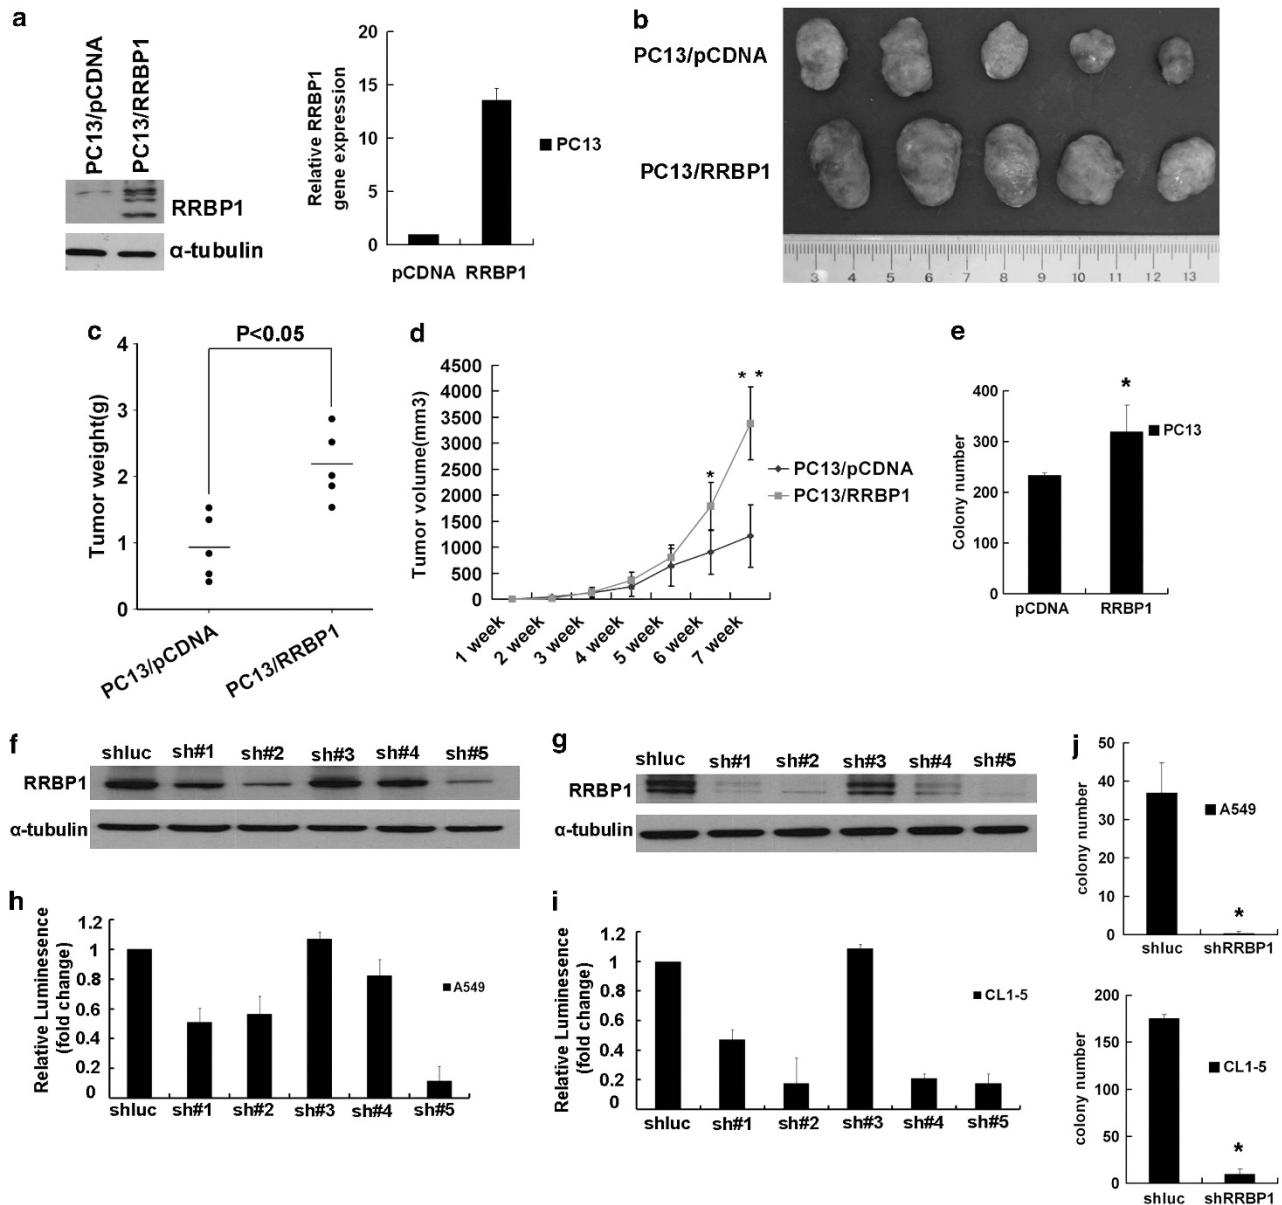 a
PC13/pCDNA
PC13/RRBP1
RRBP1
α-tubulin
Relative RRBP1
gene expression
20
15
10
5
0
pCDNA RRBP1
PC13
b
PC13/pCDNA
PC13/RRBP1
3 4 5 6 7 8 9 10 11 12 13
c
P<0.05
Tumor weight(g)
4
3
2
1
0
PC13/pCDNA
PC13/RRBP1
d
Tumor volume(mm3)
4500
4000
3500
3000
2500
2000
1500
1000
500
0
* *
*
1 week
2 week
3 week
4 week
5 week
6 week
7 week
PC13/pCDNA
PC13/RRBP1
e
Colony number
400
300
200
100
0
*
pCDNA RRBP1
PC13
f
shluc sh#1 sh#2 sh#3 sh#4 sh#5
RRBP1
α-tubulin
g
shluc sh#1 sh#2 sh#3 sh#4 sh#5
RRBP1
α-tubulin
h
Relative Luminesence
(fold change)
1.2
1
0.8
0.6
0.4
0.2
0
shluc sh#1 sh#2 sh#3 sh#4 sh#5
A549
i
Relative Luminesence
(fold change)
1.2
1
0.8
0.6
0.4
0.2
0
shluc sh#1 sh#2 sh#3 sh#4 sh#5
CL1-5
j
colony number
50
40
30
20
10
0
*
shluc shRRBP1
A549
colony number
200
150
100
50
0
*
shluc shRRBP1
CL1-5